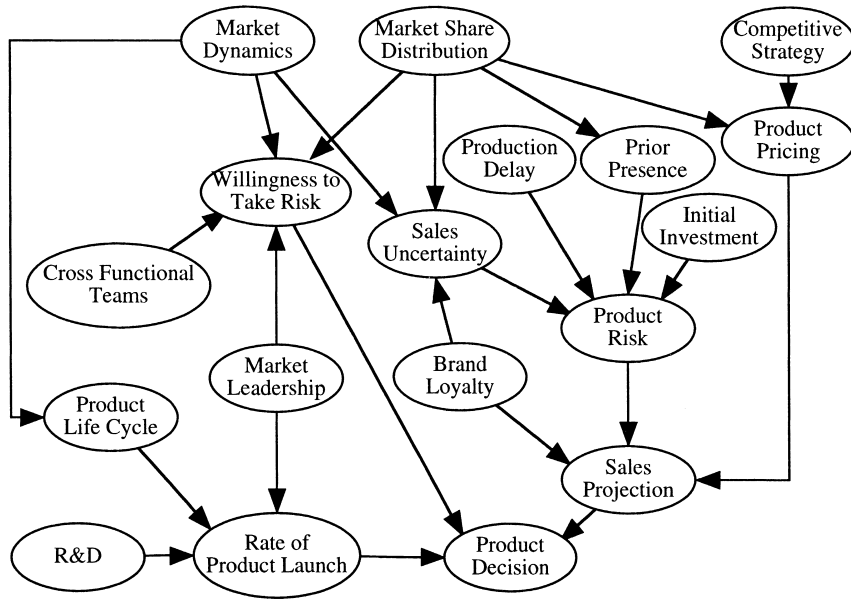 Market
Dynamics
Market Share
Distribution
Competitive
Strategy
Product
Pricing
Production
Delay
Prior
Presence
Willingness to
Take Risk
Initial
Investment
Sales
Uncertainty
Cross Functional
Teams
Product
Risk
Market
Leadership
Brand
Loyalty
Product
Life Cycle
Sales
Projection
R&D
Rate of
Product Launch
Product
Decision